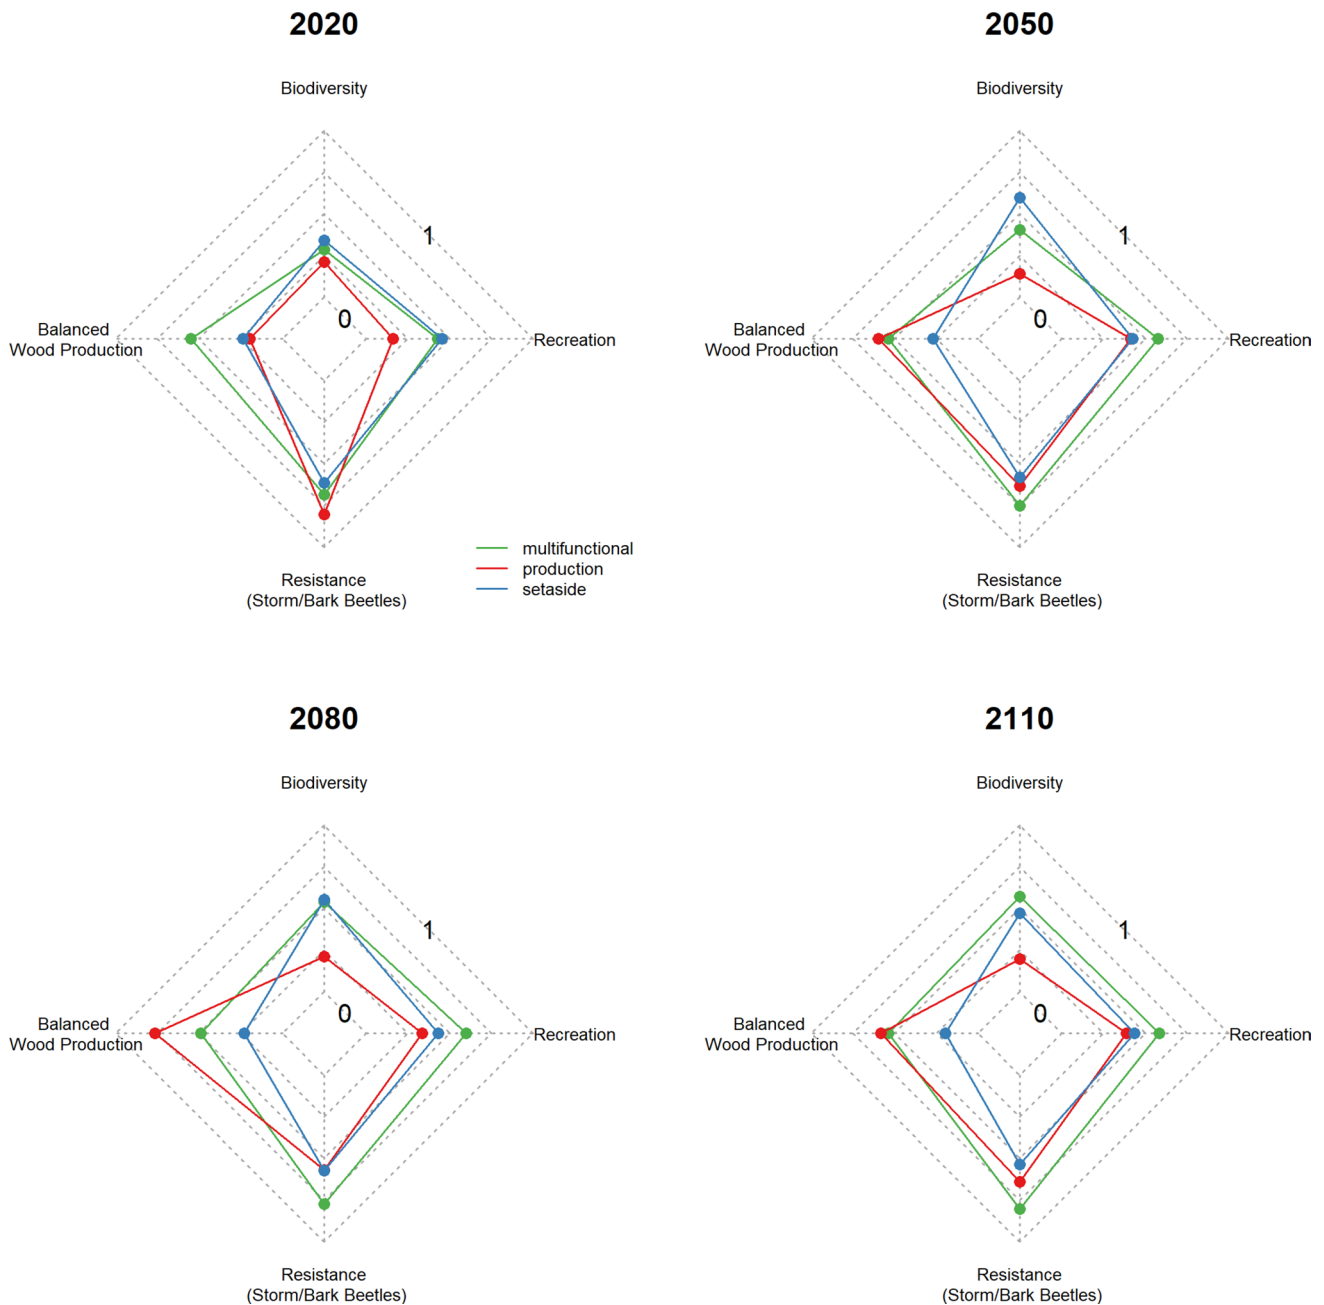 2020
2050
Biodiversity
Biodiversity
1
1
0
0
Balanced
Wood Production
Recreation
Balanced
Wood Production
Recreation
multifunctional
production
setaside
Resistance
(Storm/Bark Beetles)
Resistance
(Storm/Bark Beetles)
2080
2110
Biodiversity
Biodiversity
1
1
0
0
Balanced
Wood Production
Recreation
Balanced
Wood Production
Recreation
Resistance
(Storm/Bark Beetles)
Resistance
(Storm/Bark Beetles)